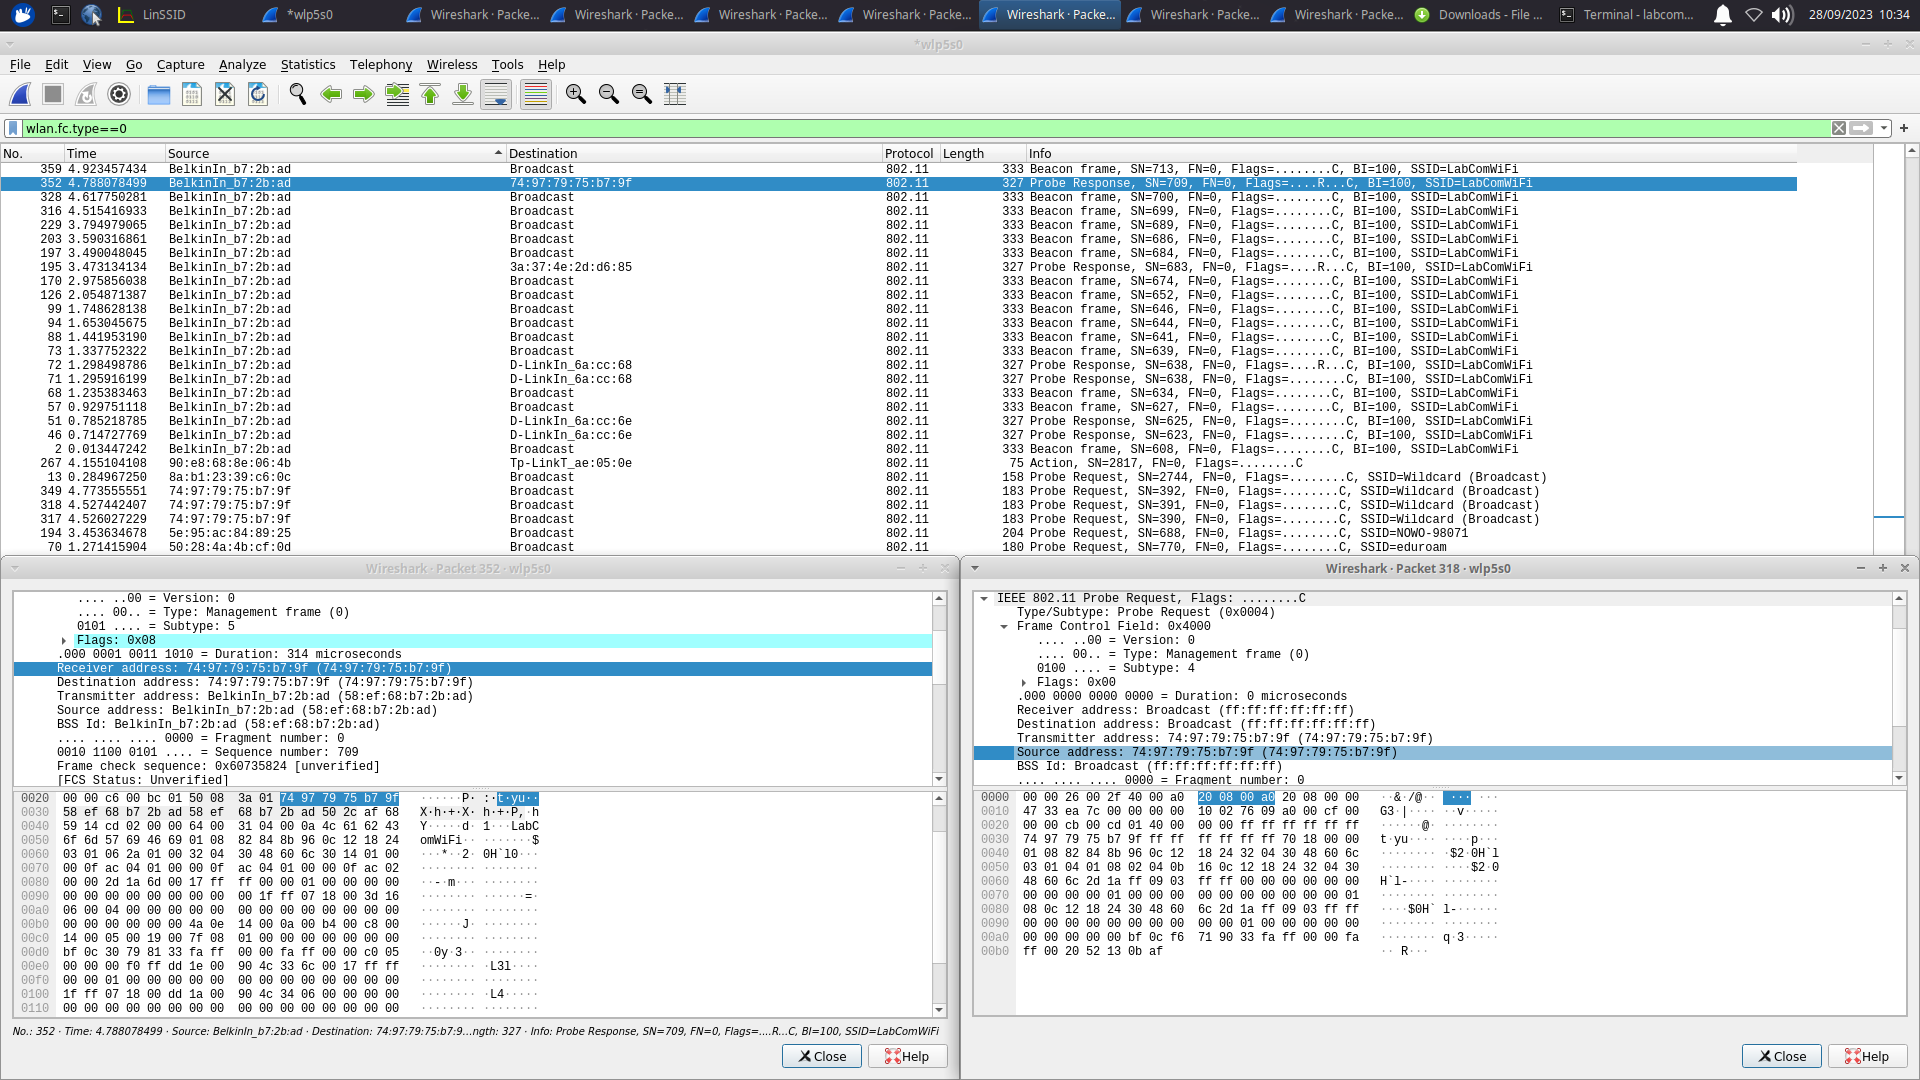 LinSSID
*wlp5s0
Wireshark · Packe...
Wireshark · Packe...
Wireshark · Packe...
Wireshark · Packe...
Wireshark · Packe...
Wireshark · Packe...
Wireshark · Packe...
Downloads - File ...
Terminal - labcom...
28/09/2023 10:34
*wlp5s0
File Edit View Go Capture Analyze Statistics Telephony Wireless Tools Help
wlan.fc.type==0
No. Time Source Destination Protocol Length Info
359 4.923457434 BelkinIn_b7:2b:ad Broadcast 802.11 333 Beacon frame, SN=713, FN=0, Flags=........C, BI=100, SSID=LabComWiFi
352 4.788078499 BelkinIn_b7:2b:ad 74:97:79:75:b7:9f 802.11 327 Probe Response, SN=709, FN=0, Flags=....R...C, BI=100, SSID=LabComWiFi
328 4.617750281 BelkinIn_b7:2b:ad Broadcast 802.11 333 Beacon frame, SN=700, FN=0, Flags=........C, BI=100, SSID=LabComWiFi
316 4.515416933 BelkinIn_b7:2b:ad Broadcast 802.11 333 Beacon frame, SN=699, FN=0, Flags=........C, BI=100, SSID=LabComWiFi
229 3.794979065 BelkinIn_b7:2b:ad Broadcast 802.11 333 Beacon frame, SN=689, FN=0, Flags=........C, BI=100, SSID=LabComWiFi
203 3.590316861 BelkinIn_b7:2b:ad Broadcast 802.11 333 Beacon frame, SN=686, FN=0, Flags=........C, BI=100, SSID=LabComWiFi
197 3.490048045 BelkinIn_b7:2b:ad Broadcast 802.11 333 Beacon frame, SN=684, FN=0, Flags=........C, BI=100, SSID=LabComWiFi
195 3.473134134 BelkinIn_b7:2b:ad 3a:37:4e:2d:d6:85 802.11 327 Probe Response, SN=683, FN=0, Flags=....R...C, BI=100, SSID=LabComWiFi
170 2.975856038 BelkinIn_b7:2b:ad Broadcast 802.11 333 Beacon frame, SN=674, FN=0, Flags=........C, BI=100, SSID=LabComWiFi
126 2.054871387 BelkinIn_b7:2b:ad Broadcast 802.11 333 Beacon frame, SN=652, FN=0, Flags=........C, BI=100, SSID=LabComWiFi
99 1.748628138 BelkinIn_b7:2b:ad Broadcast 802.11 333 Beacon frame, SN=646, FN=0, Flags=........C, BI=100, SSID=LabComWiFi
94 1.653045675 BelkinIn_b7:2b:ad Broadcast 802.11 333 Beacon frame, SN=644, FN=0, Flags=........C, BI=100, SSID=LabComWiFi
88 1.441953190 BelkinIn_b7:2b:ad Broadcast 802.11 333 Beacon frame, SN=641, FN=0, Flags=........C, BI=100, SSID=LabComWiFi
73 1.337752322 BelkinIn_b7:2b:ad Broadcast 802.11 333 Beacon frame, SN=639, FN=0, Flags=........C, BI=100, SSID=LabComWiFi
72 1.298498786 BelkinIn_b7:2b:ad D-LinkIn_6a:cc:68 802.11 327 Probe Response, SN=638, FN=0, Flags=....R...C, BI=100, SSID=LabComWiFi
71 1.295916199 BelkinIn_b7:2b:ad D-LinkIn_6a:cc:68 802.11 327 Probe Response, SN=638, FN=0, Flags=........C, BI=100, SSID=LabComWiFi
68 1.235383463 BelkinIn_b7:2b:ad Broadcast 802.11 333 Beacon frame, SN=634, FN=0, Flags=........C, BI=100, SSID=LabComWiFi
57 0.929751118 BelkinIn_b7:2b:ad Broadcast 802.11 333 Beacon frame, SN=627, FN=0, Flags=........C, BI=100, SSID=LabComWiFi
51 0.785218785 BelkinIn_b7:2b:ad D-LinkIn_6a:cc:6e 802.11 327 Probe Response, SN=625, FN=0, Flags=........C, BI=100, SSID=LabComWiFi
46 0.714727769 BelkinIn_b7:2b:ad D-LinkIn_6a:cc:6e 802.11 327 Probe Response, SN=623, FN=0, Flags=........C, BI=100, SSID=LabComWiFi
2 0.013447242 BelkinIn_b7:2b:ad Broadcast 802.11 333 Beacon frame, SN=608, FN=0, Flags=........C, BI=100, SSID=LabComWiFi
267 4.155104108 90:e8:68:8e:06:4b Tp-LinkT_ae:05:0e 802.11 75 Action, SN=2817, FN=0, Flags=........C
13 0.284967250 8a:b1:23:39:c6:0c Broadcast 802.11 158 Probe Request, SN=2744, FN=0, Flags=........C, SSID=Wildcard (Broadcast)
349 4.773555551 74:97:79:75:b7:9f Broadcast 802.11 183 Probe Request, SN=392, FN=0, Flags=........C, SSID=Wildcard (Broadcast)
318 4.527442407 74:97:79:75:b7:9f Broadcast 802.11 183 Probe Request, SN=391, FN=0, Flags=........C, SSID=Wildcard (Broadcast)
317 4.526027229 74:97:79:75:b7:9f Broadcast 802.11 183 Probe Request, SN=390, FN=0, Flags=........C, SSID=Wildcard (Broadcast)
194 3.453634678 5e:95:ac:84:89:25 Broadcast 802.11 204 Probe Request, SN=688, FN=0, Flags=........C, SSID=NOWO-98071
70 1.271415904 50:28:4a:4b:cf:0d Broadcast 802.11 180 Probe Request, SN=770, FN=0, Flags=........C, SSID=eduroam
Wireshark · Packet 352 · wlp5s0
.... ..00 = Version: 0
.... 00.. = Type: Management frame (0)
0101 .... = Subtype: 5
Flags: 0x08
.000 0001 0011 1010 = Duration: 314 microseconds
Receiver address: 74:97:79:75:b7:9f (74:97:79:75:b7:9f)
Destination address: 74:97:79:75:b7:9f (74:97:79:75:b7:9f)
Transmitter address: BelkinIn_b7:2b:ad (58:ef:68:b7:2b:ad)
Source address: BelkinIn_b7:2b:ad (58:ef:68:b7:2b:ad)
BSS Id: BelkinIn_b7:2b:ad (58:ef:68:b7:2b:ad)
.... .... .... 0000 = Fragment number: 0
0010 1100 0101 .... = Sequence number: 709
Frame check sequence: 0x60735824 [unverified]
[FCS Status: Unverified]
0020 00 00 c6 00 bc 01 50 08 3a 01 74 97 79 75 b7 9f ······P· :·t·yu··
0030 58 ef 68 b7 2b ad 58 ef 68 b7 2b ad 50 2c af 68 X·h·+·X· h·+·P,·h
0040 59 14 cd 02 00 00 64 00 31 04 00 0a 4c 61 62 43 Y·····d· 1···LabC
0050 6f 6d 57 69 46 69 01 08 82 84 8b 96 0c 12 18 24 omWiFi·· ·······$
0060 03 01 06 2a 01 00 32 04 30 48 60 6c 30 14 01 00 ···*··2· 0H`l0···
0070 00 0f ac 04 01 00 00 0f ac 04 01 00 00 0f ac 02 ········ ········
0080 00 00 2d 1a 6d 00 17 ff ff 00 00 01 00 00 00 00 ··-·m··· ········
0090 00 00 00 00 00 00 00 00 00 1f ff 07 18 00 3d 16 ········ ······=·
00a0 06 00 04 00 00 00 00 00 00 00 00 00 00 00 00 00 ········ ········
00b0 00 00 00 00 00 00 4a 0e 14 00 0a 00 b4 00 c8 00 ······J· ········
00c0 14 00 05 00 19 00 7f 08 01 00 00 00 00 00 00 00 ········ ········
00d0 bf 0c 30 79 81 33 fa ff 00 00 fa ff 00 00 c0 05 ··0y·3·· ········
00e0 00 00 00 f0 ff dd 1e 00 90 4c 33 6c 00 17 ff ff ········ ·L3l····
00f0 00 00 01 00 00 00 00 00 00 00 00 00 00 00 00 00 ········ ········
0100 1f ff 07 18 00 dd 1a 00 90 4c 34 06 00 00 00 00 ········ ·L4·····
0110 00 00 00 00 00 00 00 00 00 00 00 00 00 00 00 00 ········ ········
No.: 352 · Time: 4.788078499 · Source: BelkinIn_b7:2b:ad · Destination: 74:97:79:75:b7:9...ngth: 327 · Info: Probe Response, SN=709, FN=0, Flags=....R...C, BI=100, SSID=LabComWiFi
Close Help
Wireshark · Packet 318 · wlp5s0
IEEE 802.11 Probe Request, Flags: ........C
Type/Subtype: Probe Request (0x0004)
Frame Control Field: 0x4000
.... ..00 = Version: 0
.... 00.. = Type: Management frame (0)
0100 .... = Subtype: 4
Flags: 0x00
.000 0000 0000 0000 = Duration: 0 microseconds
Receiver address: Broadcast (ff:ff:ff:ff:ff:ff)
Destination address: Broadcast (ff:ff:ff:ff:ff:ff)
Transmitter address: 74:97:79:75:b7:9f (74:97:79:75:b7:9f)
Source address: 74:97:79:75:b7:9f (74:97:79:75:b7:9f)
BSS Id: Broadcast (ff:ff:ff:ff:ff:ff)
.... .... .... 0000 = Fragment number: 0
0000 00 00 26 00 2f 40 00 a0 20 08 00 a0 20 08 00 00 ··&·/@·· ··· ···
0010 47 33 ea 7c 00 00 00 00 10 02 76 09 a0 00 cf 00 G3·|···· ··v·····
0020 00 00 cb 00 cd 01 40 00 00 00 ff ff ff ff ff ff ······@· ········
0030 74 97 79 75 b7 9f ff ff ff ff ff ff 70 18 00 00 t·yu···· ····p···
0040 01 08 82 84 8b 96 0c 12 18 24 32 04 30 48 60 6c ········ ·$2·0H`l
0050 03 01 04 01 08 02 04 0b 16 0c 12 18 24 32 04 30 ········ ····$2·0
0060 48 60 6c 2d 1a ff 09 03 ff ff 00 00 00 00 00 00 H`l-···· ········
0070 00 00 00 00 01 00 00 00 00 00 00 00 00 00 00 01 ········ ········
0080 08 0c 12 18 24 30 48 60 6c 2d 1a ff 09 03 ff ff ····$0H` l-······
0090 00 00 00 00 00 00 00 00 00 00 01 00 00 00 00 00 ········ ········
00a0 00 00 00 00 00 bf 0c f6 71 90 33 fa ff 00 00 fa ········ q·3·····
00b0 ff 00 20 52 13 0b af ·· R···
Close Help